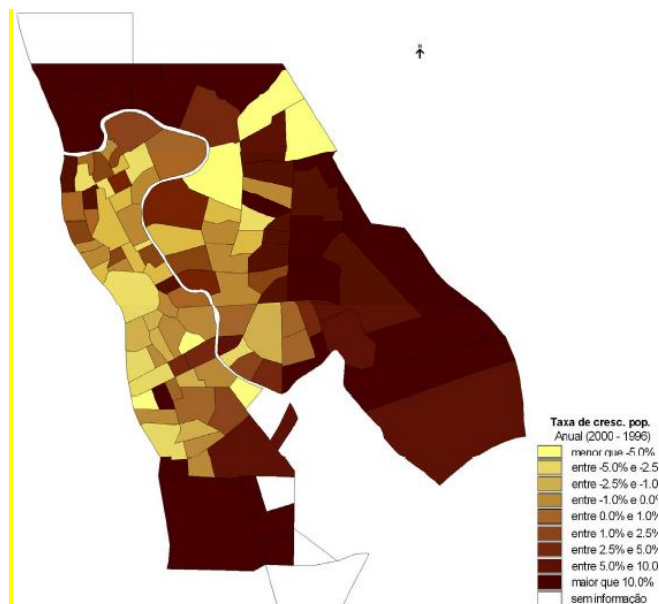 Taxa de cresc. pop.
Anual (2000 - 1996)
menor que -5.0%
entre -5.0% e -2.5
entre -2.5% e -1.0
entre -1.0% e 0.0%
entre 0.0% e 1.0%
entre 1.0% e 2.5%
entre 2.5% e 5.0%
entre 5.0% e 10.0
maior que 10.0%
sem informação